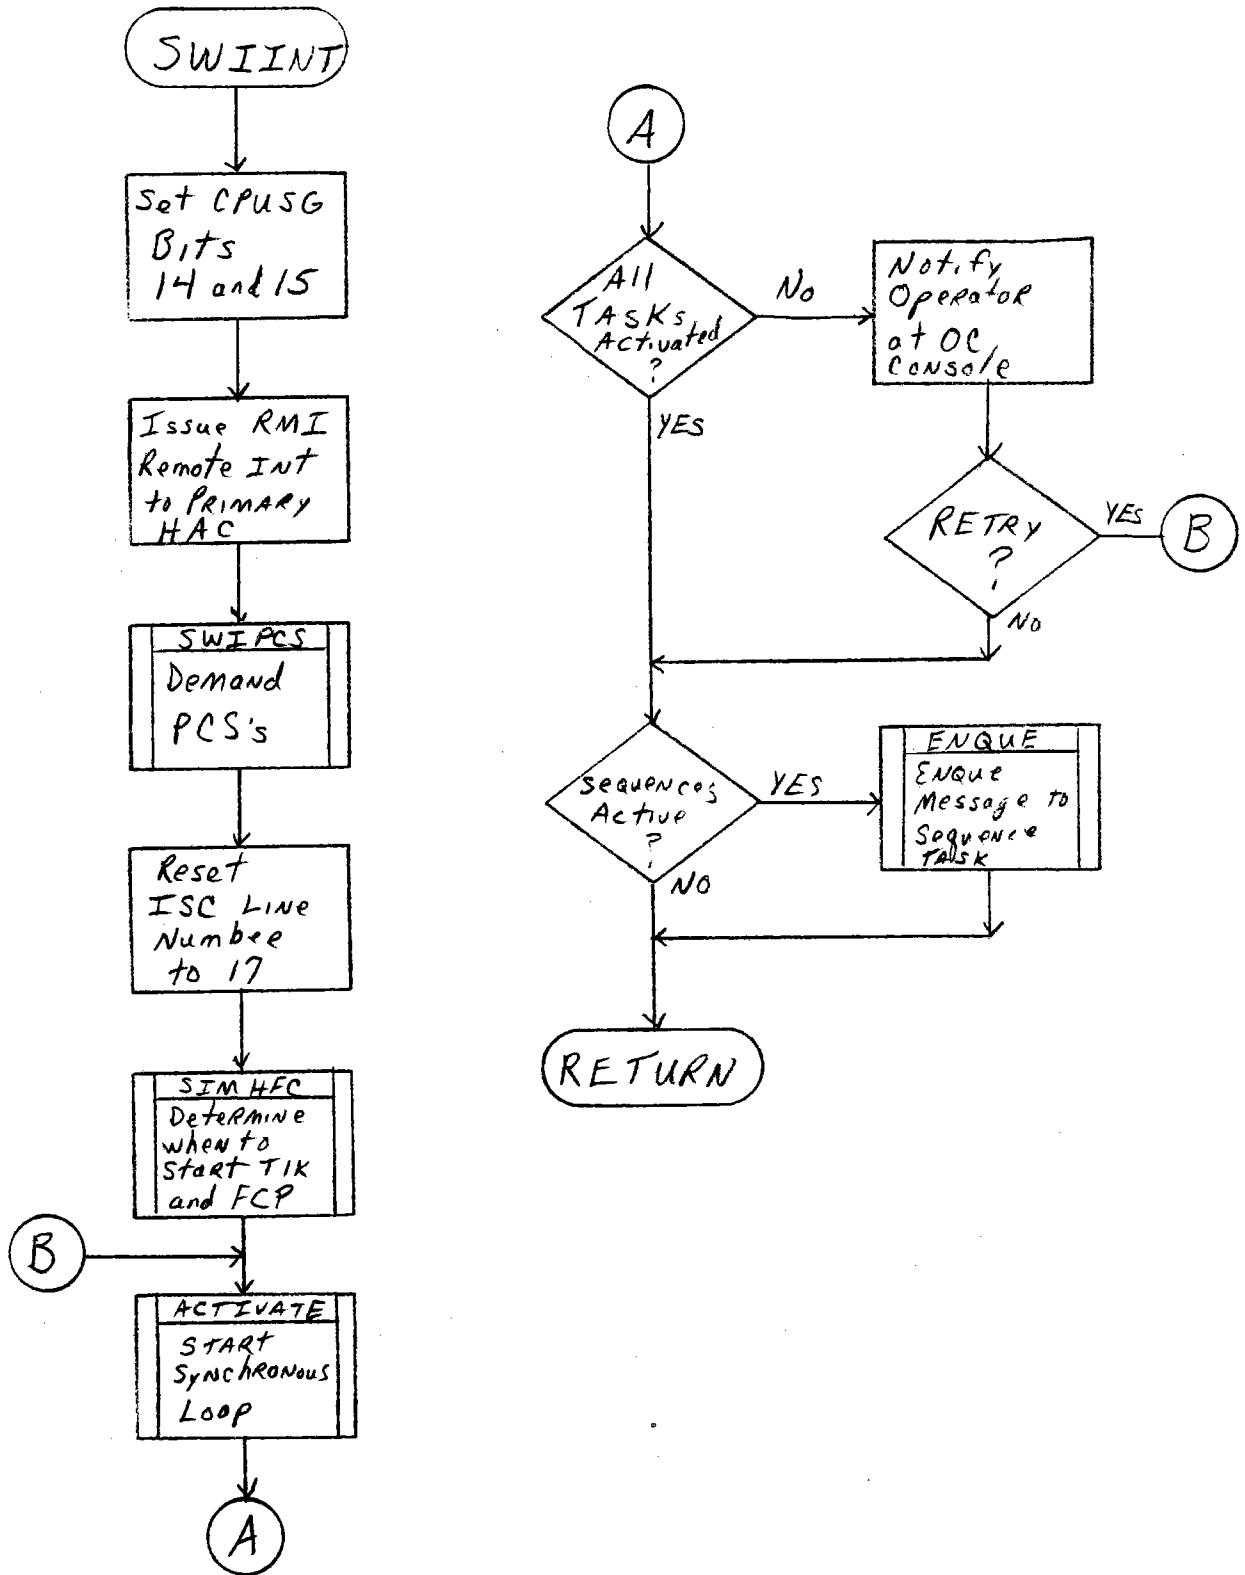 SWIINT
Set CPUSG
Bits
14 and 15
Issue RMI
Remote INT
to PRIMARY
HAC
SWIPCS
Demand
PCS's
Reset
ISC LINE
Number
to 17
SIMHFC
Determine
when to
Start TIK
and FCP
B
ACTIVATE
START
Synchronous
Loop
A
A
All
TASKS
Activated
?
No
YES
Notify
Operator
at OC
Console
RETRY
?
YES
B
No
Sequences
Active
?
YES
NO
ENQUE
Enque
Message to
Sequence
TASK
RETURN